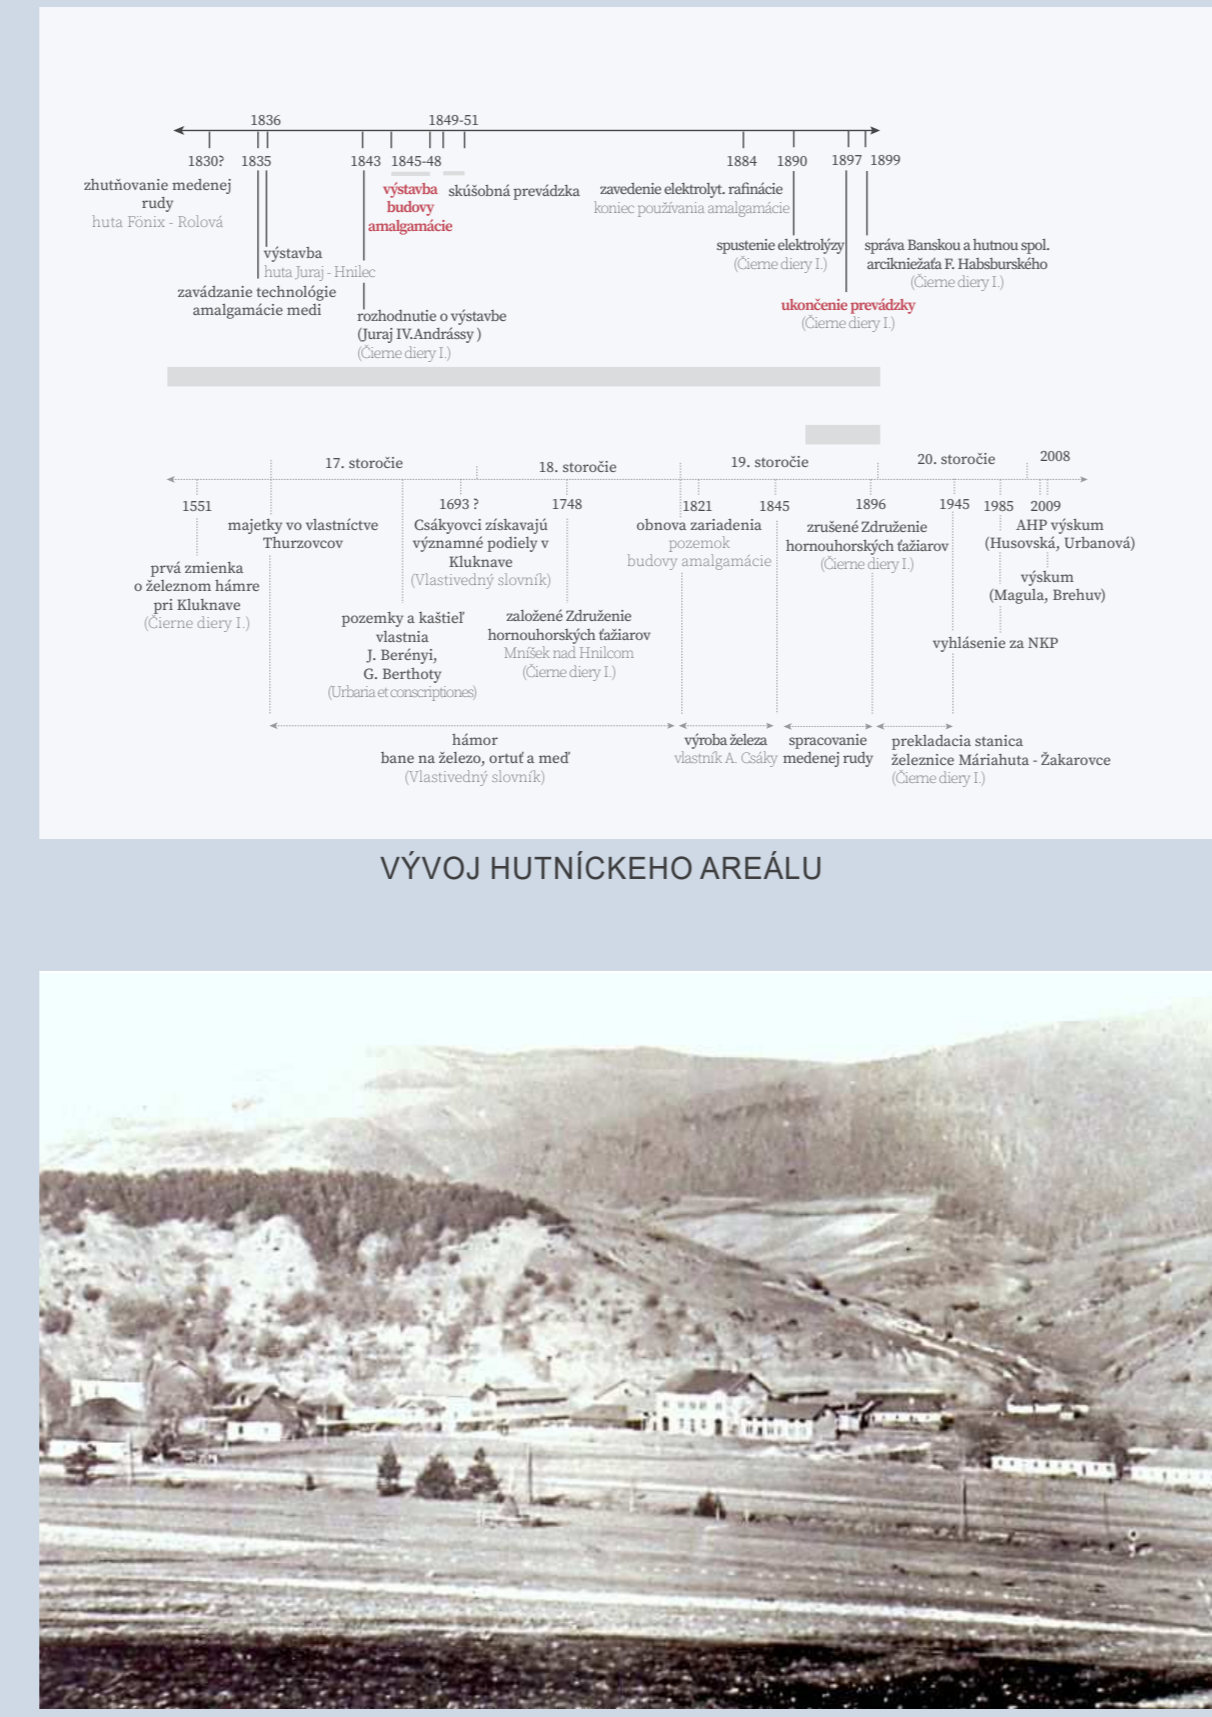 1836
1849-51
1830?
1835
1843
1845-48
1884
1890
1897
1899
zhutňovanie medenej
rudy
huta Fönix - Rolová
výstavba
budovy
amalgamácie
skúšobná prevádzka
zavedenie elektrolyt. rafinácie
koniec používania amalgamácie
výstavba
huta Juraj - Hnilec
zavádzanie technológie
amalgamácie medi
rozhodnutie o výstavbe
(Juraj IV.Andrássy )
(Čierne diery I.)
spustenie elektrolýzy
(Čierne diery I.)
správa Banskou a hutnou spol.
arcikniežaťa F. Habsburského
(Čierne diery I.)
ukončenie prevádzky
(Čierne diery I.)
17. storočie
18. storočie
19. storočie
20. storočie
2008
1551
1693 ?
1748
1821
1845
1896
1945
1985
2009
majetky vo vlastníctve
Thurzovcov
prvá zmienka
o železnom hámre
pri Kluknave
(Čierne diery I.)
Csákyovci získavajú
významné podiely v
Kluknave
(Vlastivedný slovník)
pozemky a kaštieľ
vlastnia
J. Berényi,
G. Berthoty
(Urbaria et conscriptiones)
založené Združenie
hornouhorských ťažiarov
Mníšek nad Hnilcom
(Čierne diery I.)
obnova zariadenia
pozemok
budovy amalgamácie
zrušené Združenie
hornouhorských ťažiarov
(Čierne diery I.)
AHP výskum
(Husovská, Urbanová)
výskum
(Magula, Brehuv)
vyhlásenie za NKP
hámor
bane na železo, ortuť a meď
(Vlastivedný slovník)
výroba železa
vlastník A. Csáky
spracovanie
medenej rudy
prekladacia stanica
železnice Máriahuta - Žakarovce
(Čierne diery I.)
VÝVOJ HUTNÍCKEHO AREÁLU